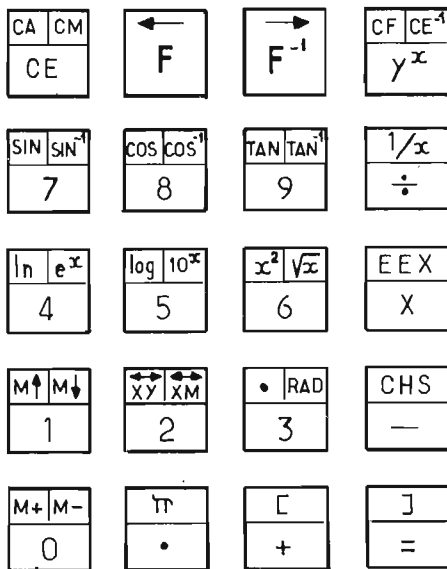 CA CM ← → CF CE⁻¹
CE F F⁻¹ yˣ
SIN SIN⁻¹ COS COS⁻¹ TAN TAN⁻¹ 1/x
7 8 9 ÷
ln eˣ log 10ˣ x² √x EEX
4 5 6 X
M↑ M↓ XY XM • RAD CHS
1 2 3 —
M+ M- π [ ]
0 • + =